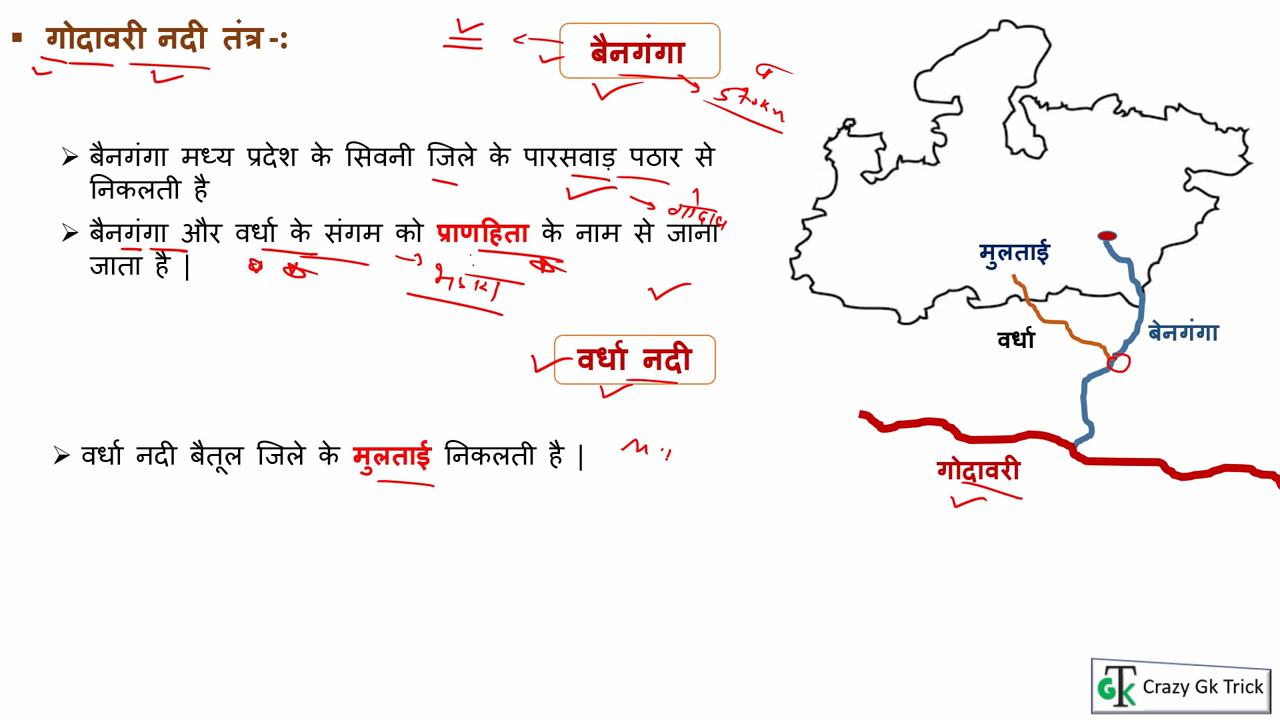 ▪ गोदावरी नदी तंत्र -:
बैनगंगा
➢ बैनगंगा मध्य प्रदेश के सिवनी जिले के पारसवाड़ पठार से
निकलती है
➢ बैनगंगा और वर्धा के संगम को प्राणहिता के नाम से जाना
जाता है |
वर्धा नदी
➢ वर्धा नदी बैतूल जिले के मुलताई निकलती है |
मुलताई
वर्धा
बेनगंगा
गोदावरी
GTK Crazy Gk Trick